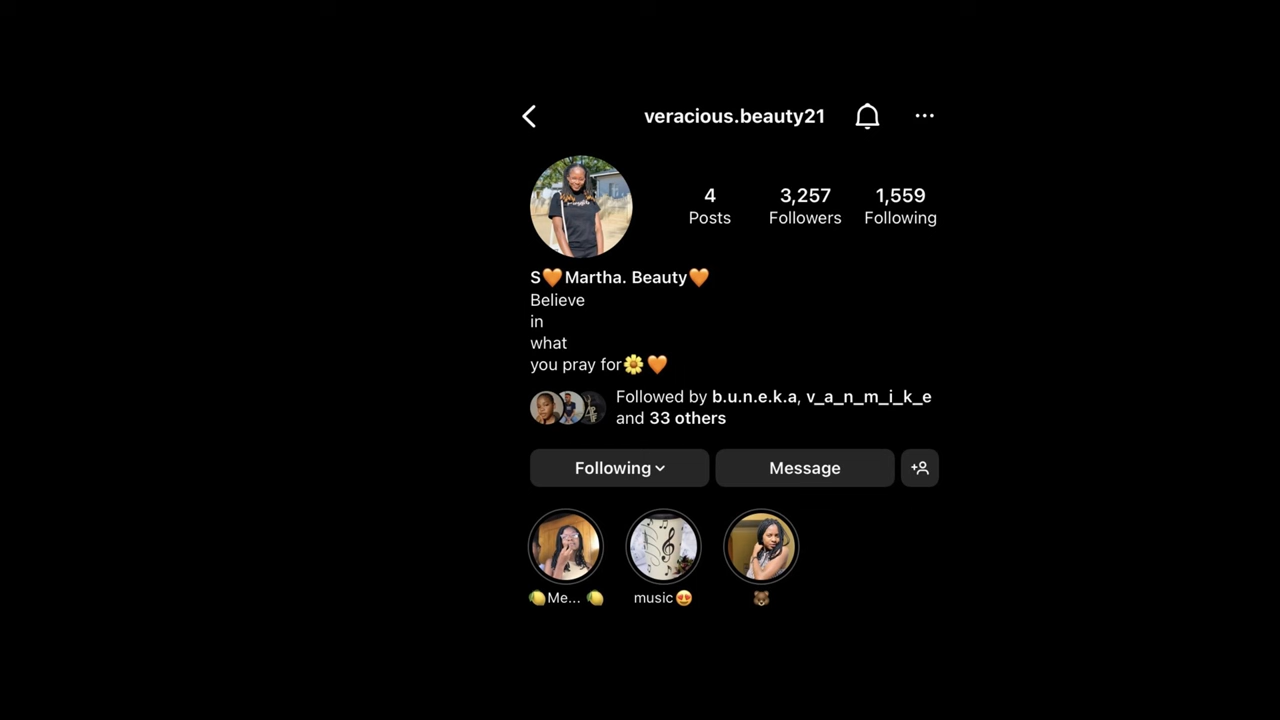 veracious.beauty21
4 3,257 1,559
Posts Followers Following
S🧡Martha. Beauty🧡
Believe
in
what
you pray for🌼🧡
Followed by b.u.n.e.k.a, v_a_n_m_i_k_e
and 33 others
Following Message
🍋Me... 🍋 music😍 🐻